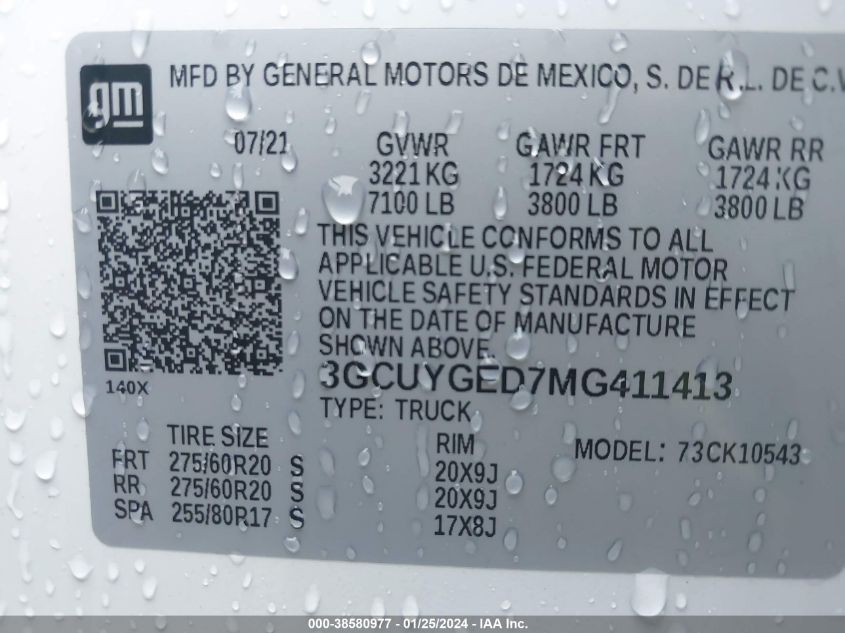 gm
MFD BY GENERAL MOTORS DE MEXICO, S. DE R.L. DE C.V
07/21
GVWR GAWR FRT GAWR RR
3221 KG 1724 KG 1724 KG
7100 LB 3800 LB 3800 LB
THIS VEHICLE CONFORMS TO ALL
APPLICABLE U.S. FEDERAL MOTOR
VEHICLE SAFETY STANDARDS IN EFFECT
ON THE DATE OF MANUFACTURE
SHOWN ABOVE.
140X
3GCUYGED7MG411413
TYPE: TRUCK
TIRE SIZE RIM MODEL: 73CK10543
FRT 275/60R20 S 20X9J
RR 275/60R20 S 20X9J
SPA 255/80R17 S 17X8J
000-38580977 - 01/25/2024 - IAA Inc.